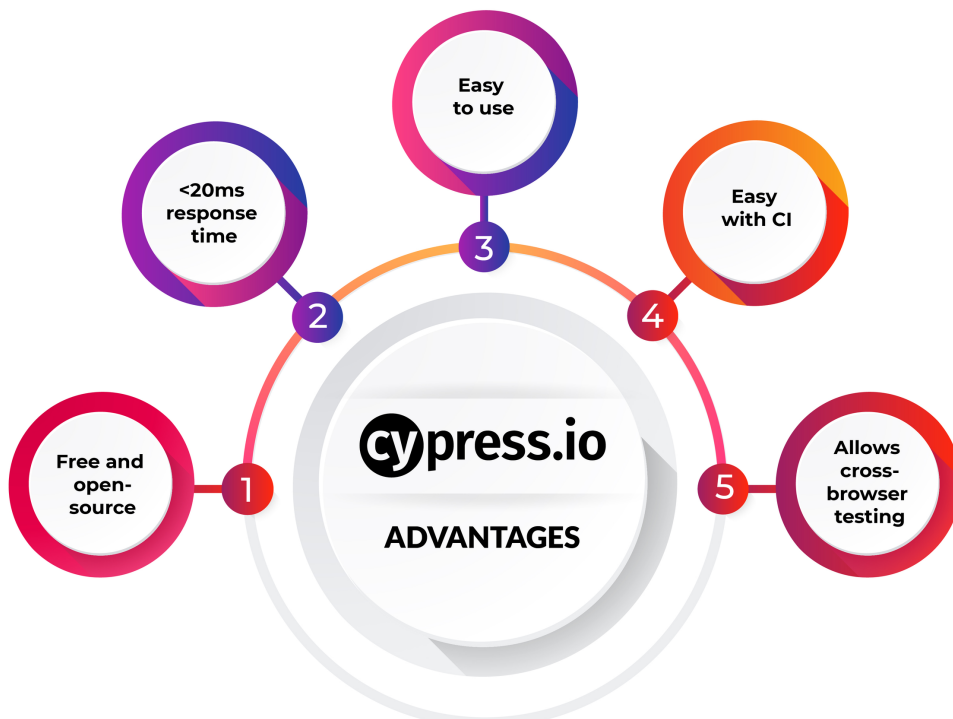 Easy
to use
3
<20ms
response
time
2
Easy
with CI
4
Free and
open-
source
1
Allows
cross-
browser
testing
5
cypress.io
ADVANTAGES